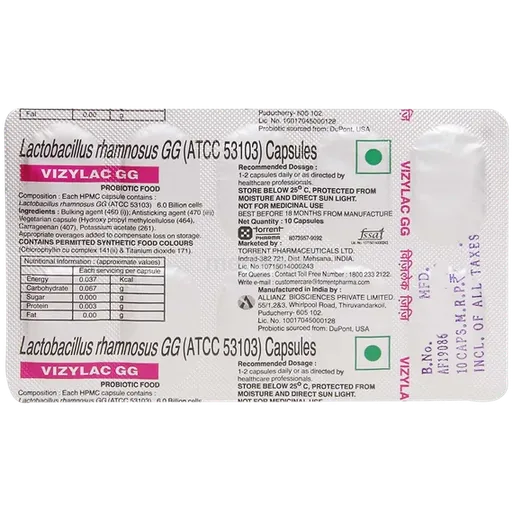 Fat 0.00 g
Puducherry- 605 102.
Lic. No. 10017045000128
Probiotic sourced from: DuPont, USA
Lactobacillus rhamnosus GG (ATCC 53103) Capsules
VIZYLAC GG
PROBIOTIC FOOD
Composition : Each HPMC capsule contains :
Lactobacillus rhamnosus GG (ATCC 53103) 6.0 Billion cells
Ingredients : Bulking agent (460 (i)); Antisticking agent (470 (iii))
Vegetarian capsule (Hydroxy propyl methylcellulose (464),
Carrageenan (407), Potassium acetate (261).
Appropriate overages added to compensate loss on storage.
CONTAINS PERMITTED SYNTHETIC FOOD COLOURS
(Chlorophyllin cu complex 141(ii) & Titanium dioxide 171).
Nutritional Information : (approximate values)
Each serving per capsule
Energy 0.037 Kcal
Carbohydrate 0.067 g
Sugar 0.000 g
Protein 0.003 g
Fat 0.00 g
Recommended Dosage :
1-2 capsules daily or as directed by
healthcare professionals.
STORE BELOW 25° C, PROTECTED FROM
MOISTURE AND DIRECT SUN LIGHT.
NOT FOR MEDICINAL USE
BEST BEFORE 18 MONTHS FROM MANUFACTURE
Net Quantity : 10 Capsules
torrent
PHARMA
fssai
Marketed by :
TORRENT PHARMACEUTICALS LTD.
Indrad-382 721, Dist. Mehsana, INDIA.
Lic. No. 10715014000243
For Queries : Contact Toll Free Number : 1800 233 2122.
Write e-mail : customercare@torrentpharma.com
Manufactured in India by :
ALLIANZ BIOSCIENCES PRIVATE LIMITED.
55/1,2&3, Whirlpool Road, Thiruvandarkoil,
Puducherry- 605 102.
Lic. No. 10017045000128
Probiotic sourced from: DuPont, USA
Lactobacillus rhamnosus GG (ATCC 53103) Capsules
VIZYLAC GG
PROBIOTIC FOOD
Composition : Each HPMC capsule contains :
Lactobacillus rhamnosus GG (ATCC 53103) 6.0 Billion cells
Recommended Dosage :
1-2 capsules daily or as directed by
healthcare professionals.
STORE BELOW 25° C, PROTECTED FROM
MOISTURE AND DIRECT SUN LIGHT.
NOT FOR MEDICINAL USE
VIZYLAC GG
विज़िलेक जिजि
VIZYLA
B.No.
AF19086
MFD.
10 CAPS.M.R.P.₹
INCL. OF ALL TAXES